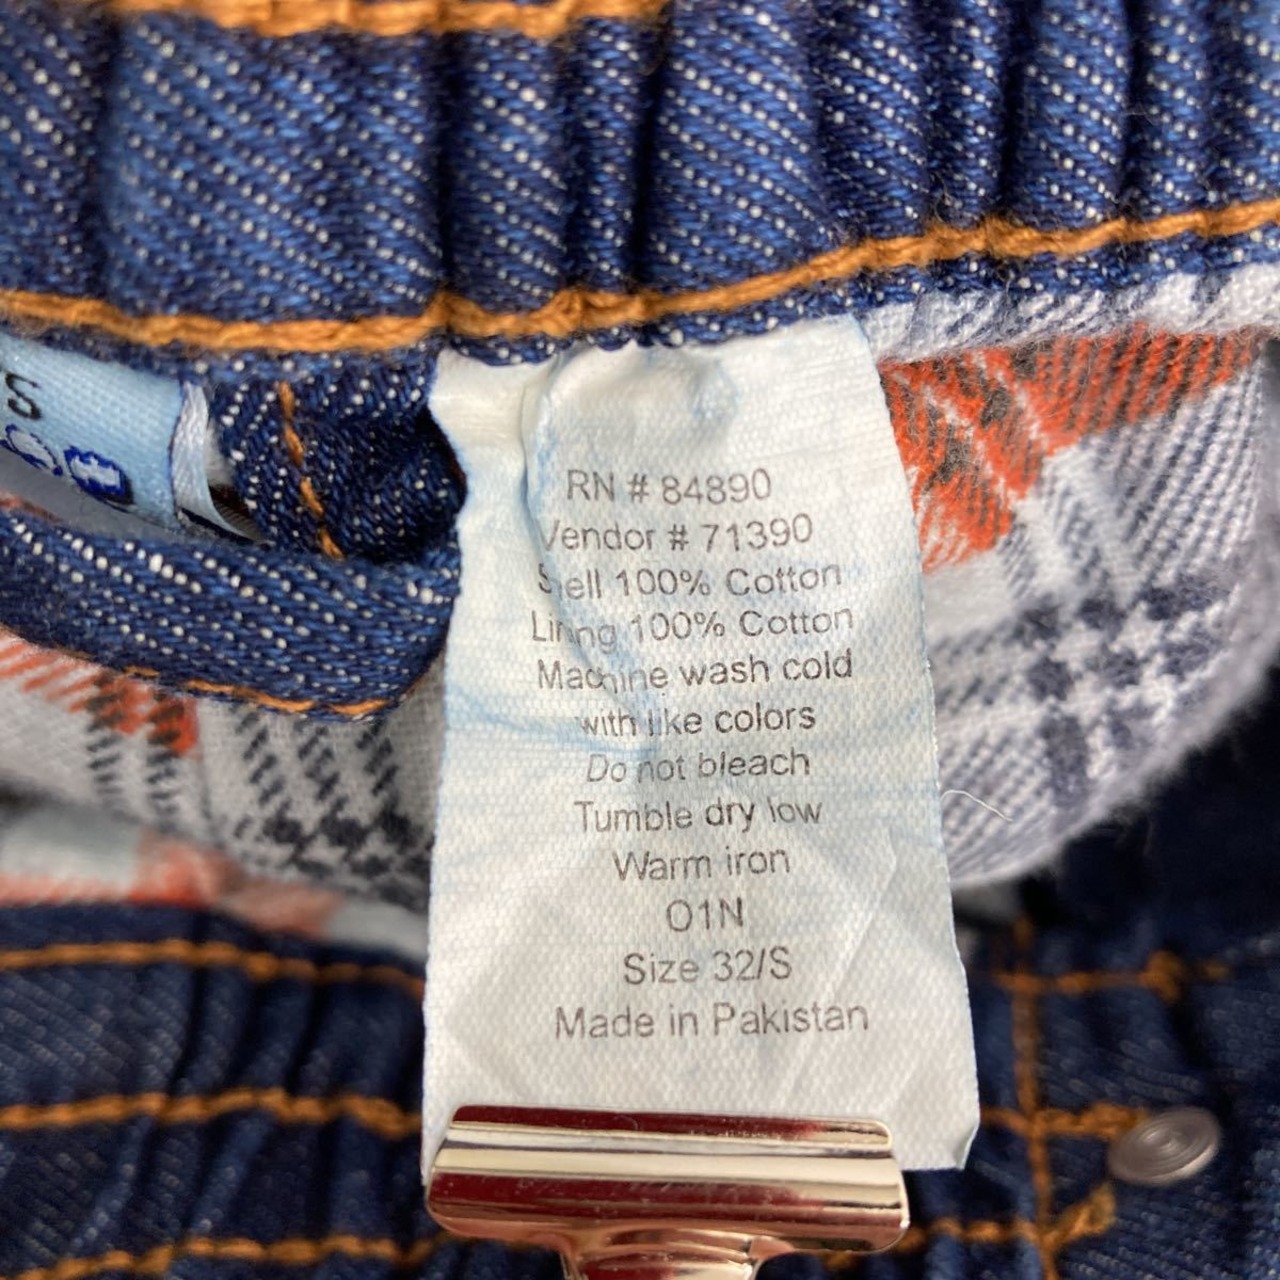 RN # 84890
Vendor # 71390
Shell 100% Cotton
Lining 100% Cotton
Machine wash cold
with like colors
Do not bleach
Tumble dry low
Warm iron
O1N
Size 32/S
Made in Pakistan